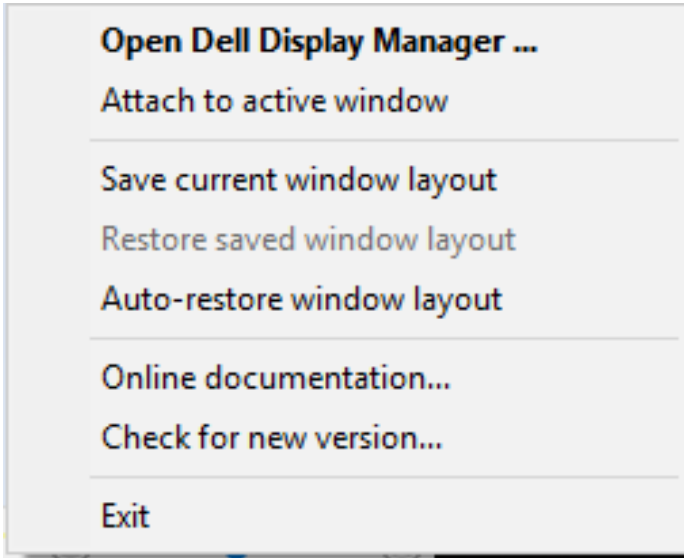 Open Dell Display Manager ...
Attach to active window
Save current window layout
Restore saved window layout
Auto-restore window layout
Online documentation...
Check for new version...
Exit